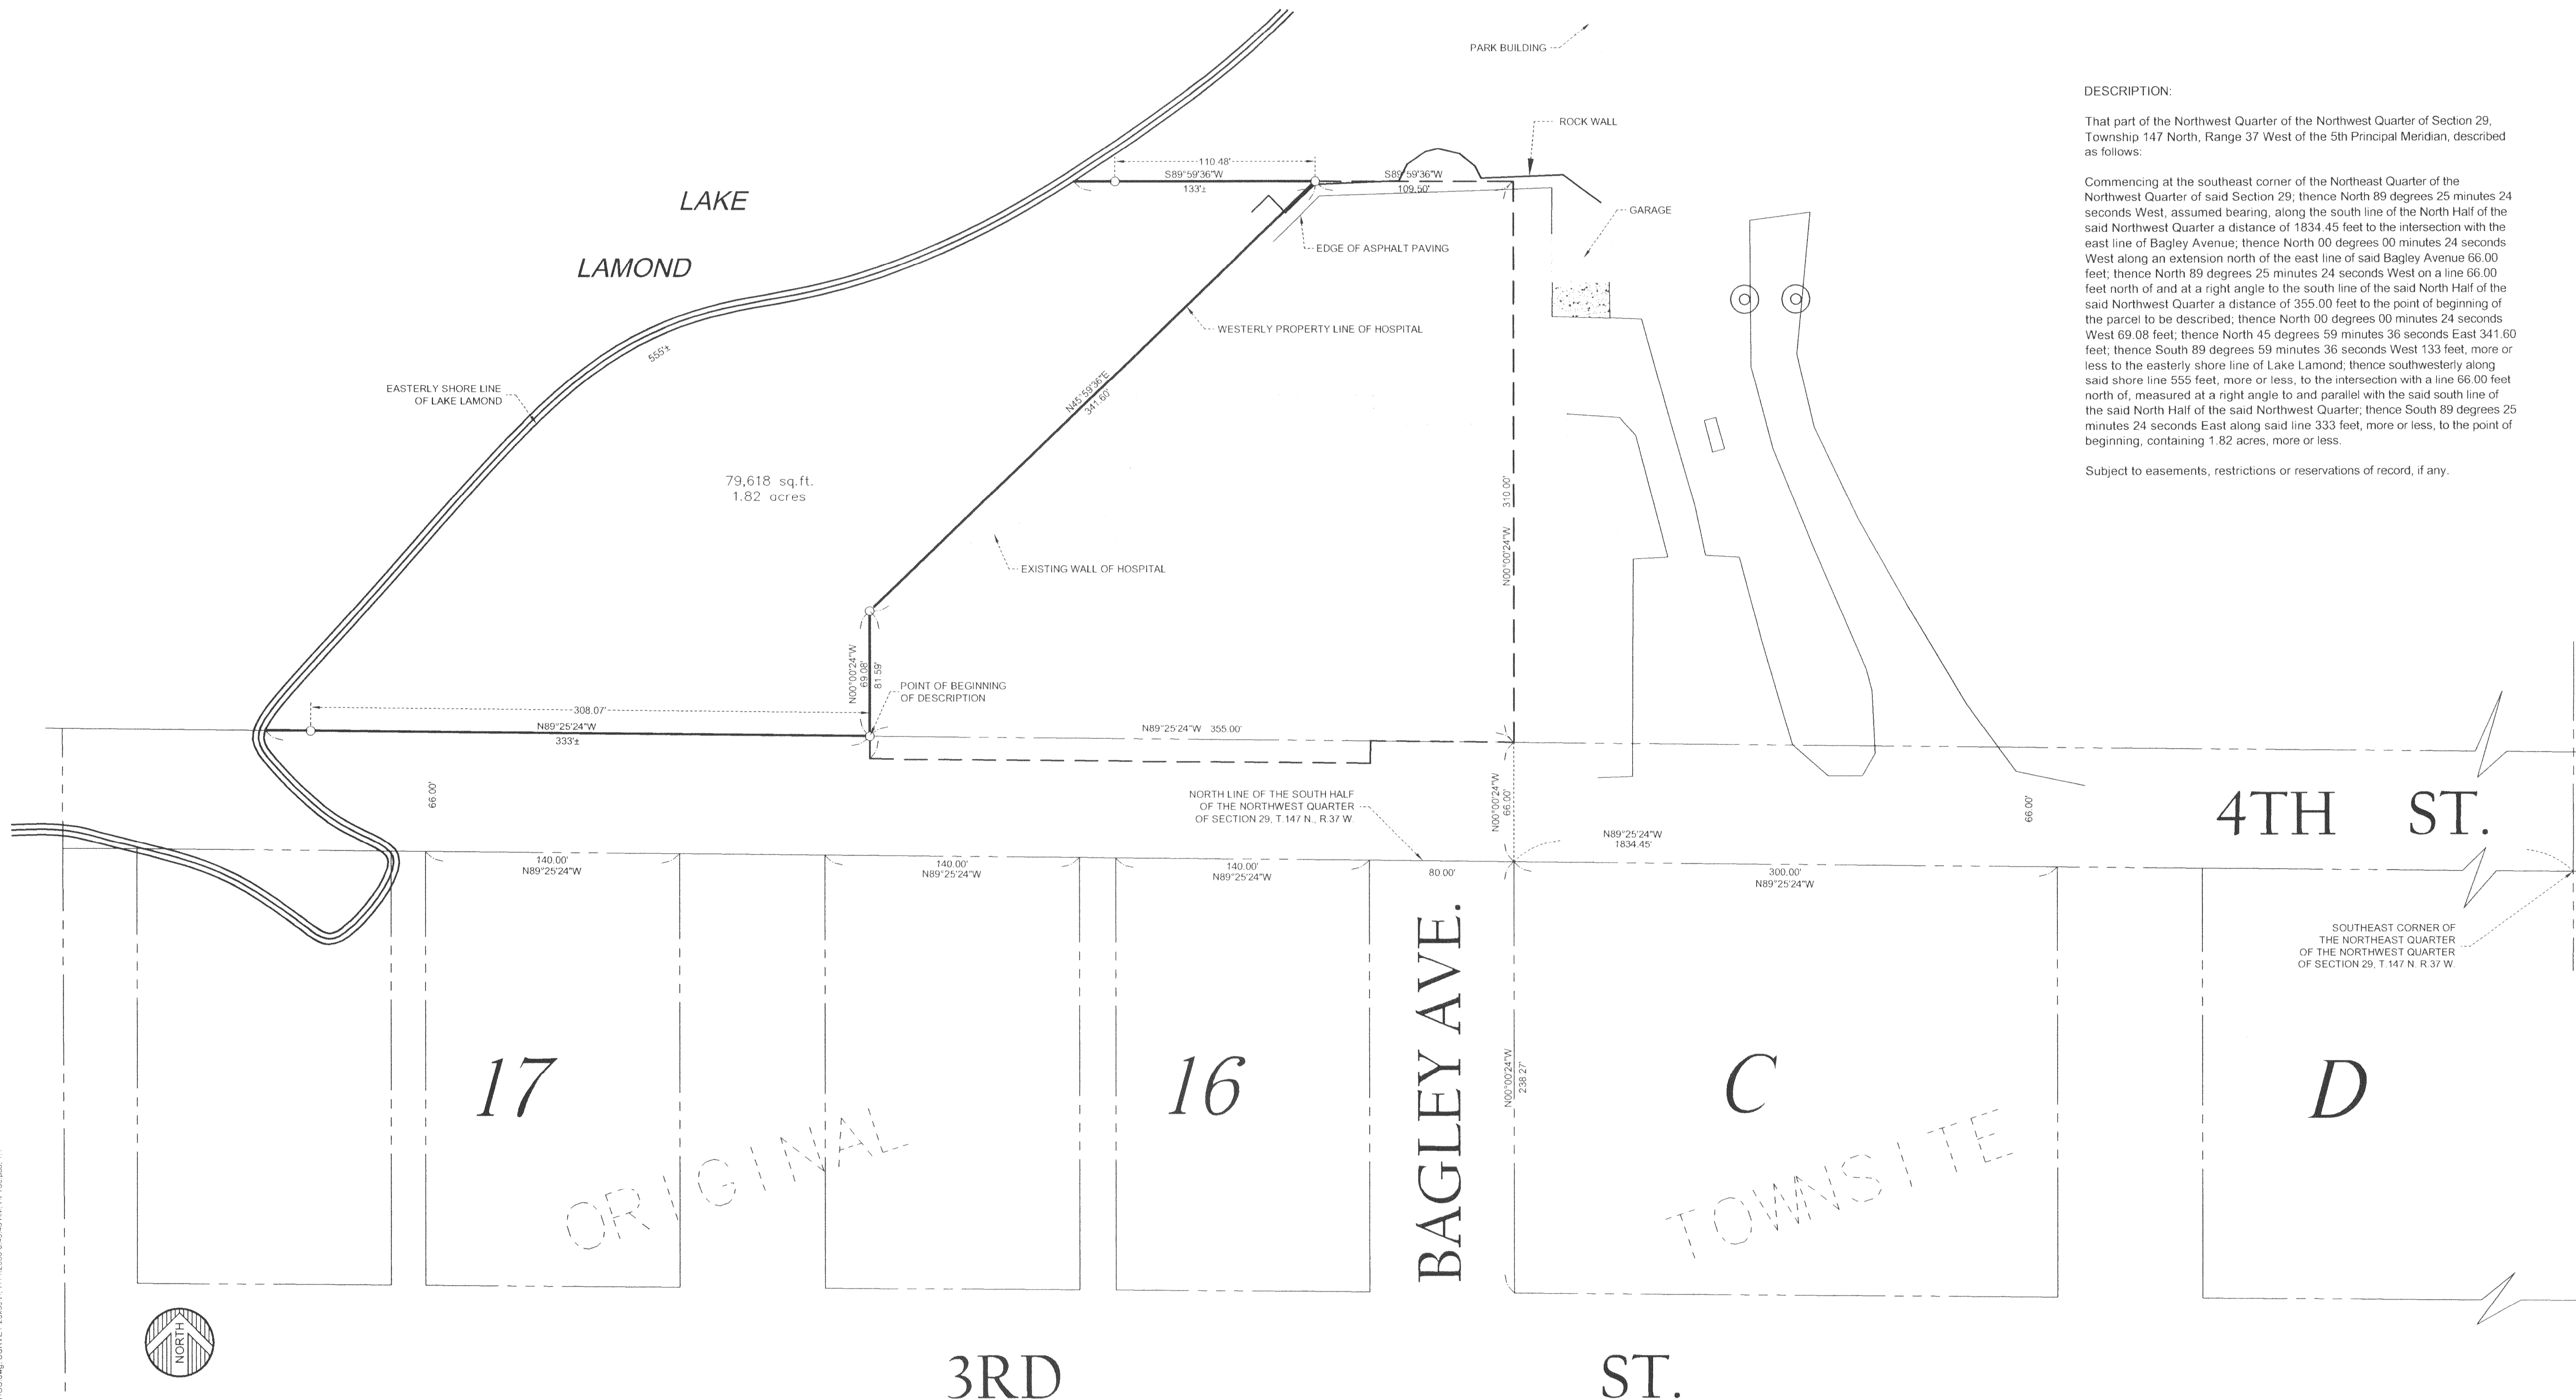 PARK BUILDING
DESCRIPTION:
That part of the Northwest Quarter of the Northwest Quarter of Section 29,
Township 147 North, Range 37 West of the 5th Principal Meridian, described
as follows:
Commencing at the southeast corner of the Northeast Quarter of the
Northwest Quarter of said Section 29; thence North 89 degrees 25 minutes 24
seconds West, assumed bearing, along the south line of the North Half of the
said Northwest Quarter a distance of 1834.45 feet to the intersection with the
east line of Bagley Avenue; thence North 00 degrees 00 minutes 24 seconds
West along an extension north of the east line of said Bagley Avenue 66.00
feet; thence North 89 degrees 25 minutes 24 seconds West on a line 66.00
feet north of and at a right angle to the south line of the said North Half of the
said Northwest Quarter a distance of 355.00 feet to the point of beginning of
the parcel to be described; thence North 00 degrees 00 minutes 24 seconds
West 69.08 feet; thence North 45 degrees 59 minutes 36 seconds East 341.60
feet; thence South 89 degrees 59 minutes 36 seconds West 133 feet, more or
less to the easterly shore line of Lake Lamond; thence southwesterly along
said shore line 555 feet, more or less, to the intersection with a line 66.00 feet
north of, measured at a right angle to and parallel with the said south line of
the said North Half of the said Northwest Quarter; thence South 89 degrees 25
minutes 24 seconds East along said line 333 feet, more or less, to the point of
beginning, containing 1.82 acres, more or less.
Subject to easements, restrictions or reservations of record, if any.
ROCK WALL
110.48'
S89°59'36"W
133'±
S89°59'36"W
109.50'
LAKE
LAMOND
GARAGE
EDGE OF ASPHALT PAVING
WESTERLY PROPERTY LINE OF HOSPITAL
555'±
EASTERLY SHORE LINE
OF LAKE LAMOND
N45°59'36"E
341.60'
79,618 sq.ft.
1.82 acres
N00°00'24"W 310.00'
EXISTING WALL OF HOSPITAL
N00°00'24"W
69.08'
81.59'
POINT OF BEGINNING
OF DESCRIPTION
308.07'
N89°25'24"W
333'±
N89°25'24"W 355.00'
66.00'
NORTH LINE OF THE SOUTH HALF
OF THE NORTHWEST QUARTER
OF SECTION 29, T.147 N., R.37 W.
N00°00'24"W
66.00'
N89°25'24"W
1834.45'
66.00'
4TH ST.
140.00'
N89°25'24"W
140.00'
N89°25'24"W
140.00'
N89°25'24"W
80.00'
300.00'
N89°25'24"W
SOUTHEAST CORNER OF
THE NORTHEAST QUARTER
OF THE NORTHWEST QUARTER
OF SECTION 29, T.147 N. R.37 W.
17
16
BAGLEY AVE.
N00°00'24"W
238.27'
C
D
ORIGINAL TOWNSITE
NORTH
3RD ST.